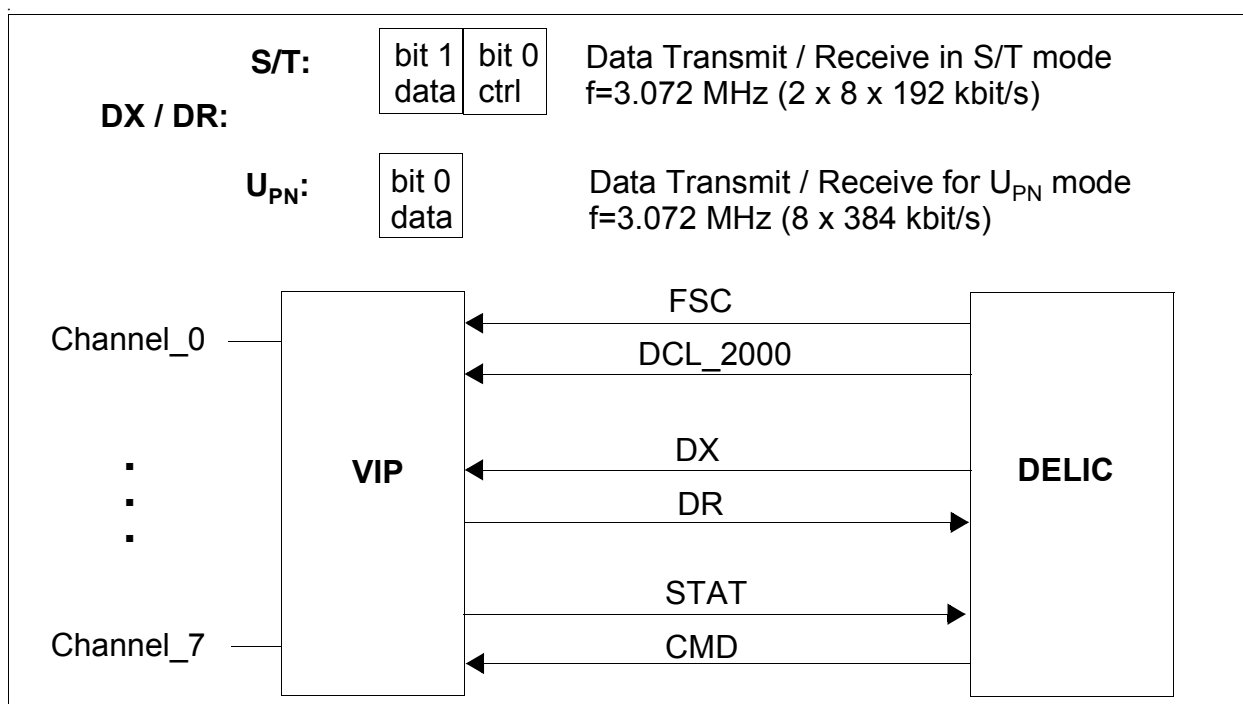 S/T:
bit 1 bit 0
data ctrl
Data Transmit / Receive in S/T mode
f=3.072 MHz (2 x 8 x 192 kbit/s)
DX / DR:
UPN:
bit 0
data
Data Transmit / Receive for UPN mode
f=3.072 MHz (8 x 384 kbit/s)
FSC
Channel_0
DCL_2000
DX
VIP
DELIC
DR
STAT
Channel_7
CMD